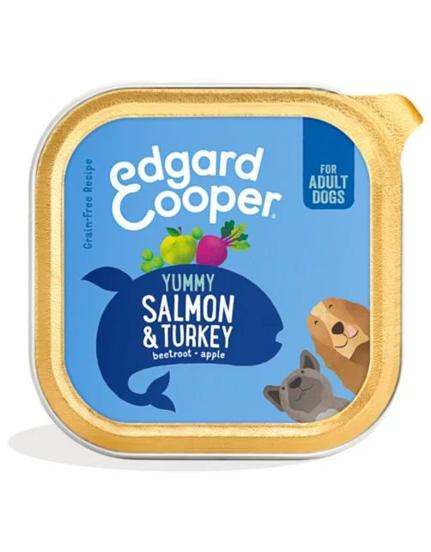 edgard
Cooper®
Grain-Free Recipe
FOR
ADULT
DOGS
YUMMY
SALMON
& TURKEY
beetroot • apple